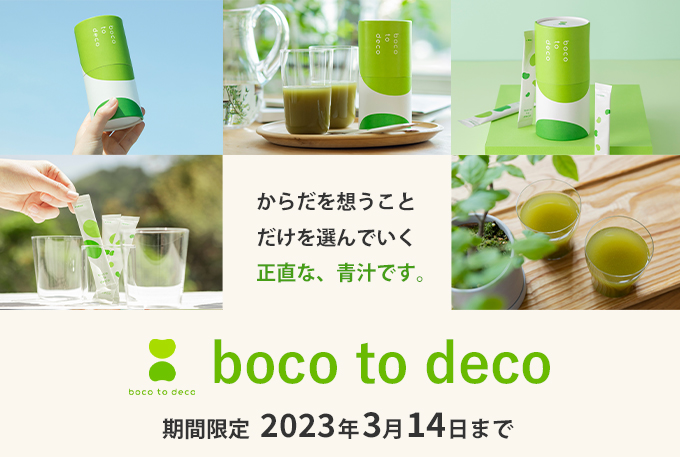 boco
to
deco
boco
to
deco
boco
to
deco
からだを想うこと
だけを選んでいく
正直な、青汁です。
boco to deco
boco to deco
期間限定 2023年3月14日まで